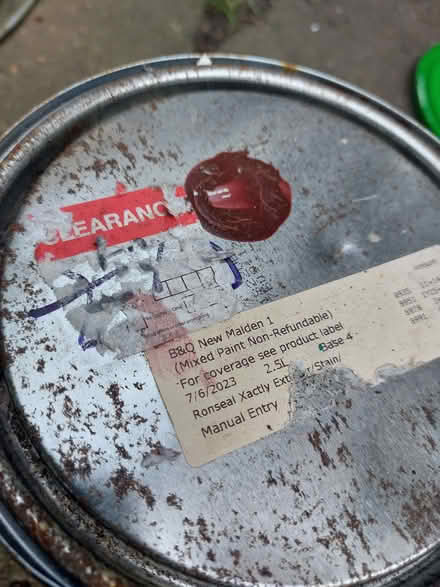 CLEARANC
B&Q New Malden 1
(Mixed Paint Non-Refundable)
For coverage see product label
7/6/2023 2.5L Base 4
Ronseal Xactly Ext /Stain/
Manual Entry